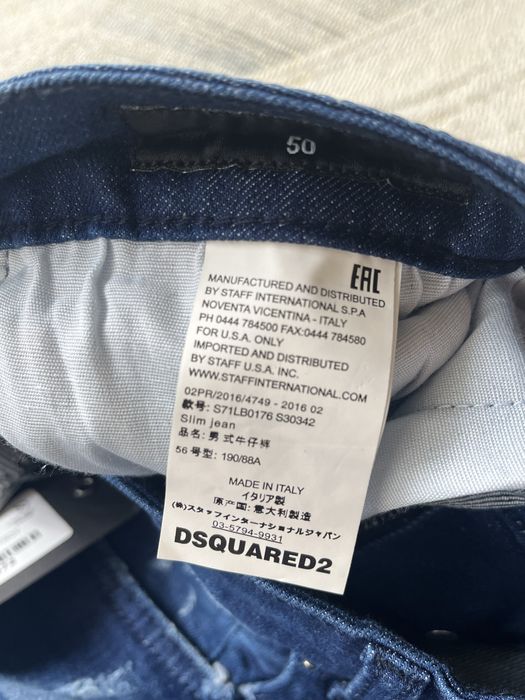 50
EAC
MANUFACTURED AND DISTRIBUTED
BY STAFF INTERNATIONAL S.P.A
NOVENTA VICENTINA - ITALY
PH 0444 784500 FAX:0444 784580
FOR U.S.A. ONLY
IMPORTED AND DISTRIBUTED
BY STAFF U.S.A. INC.
WWW.STAFFINTERNATIONAL.COM
02PR/2016/4749 - 2016 02
款号: S71LB0176 S30342
Slim jean
品名: 男式牛仔裤
56 号型: 190/88A
MADE IN ITALY
イタリア製
原产国: 意大利製造
(株)スタッフインターナショナルジャパン
03-5794-9931
DSQUARED2